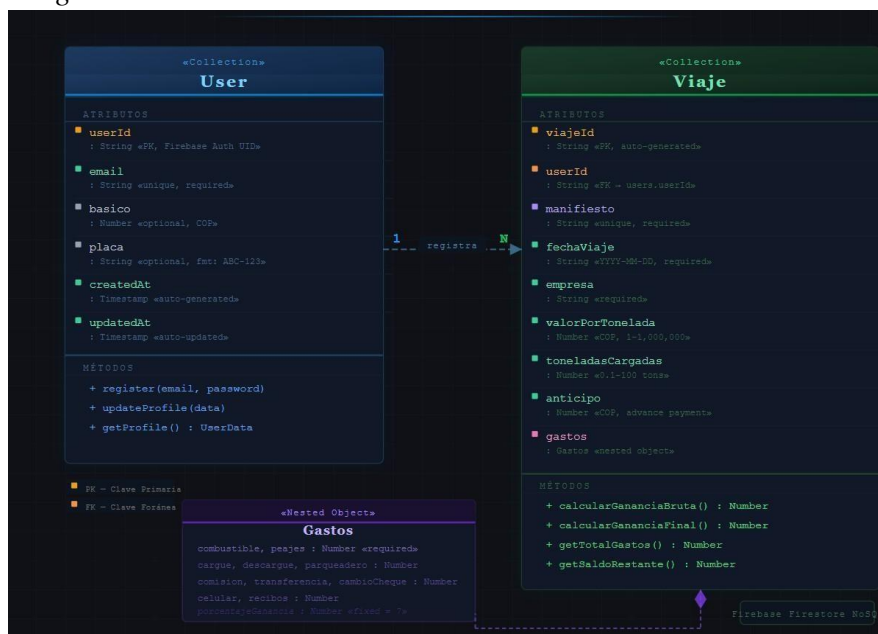 «Collection»
User
ATRIBUTOS
userId
: String «PK, Firebase Auth UID»
email
: String «unique, required»
basico
: Number «optional, COP»
placa
: String «optional, fmt: ABC-123»
createdAt
: Timestamp «auto-generated»
updatedAt
: Timestamp «auto-updated»
MÉTODOS
+ register(email, password)
+ updateProfile(data)
+ getProfile() : UserData
1
registra
N
«Collection»
Viaje
ATRIBUTOS
viajeId
: String «PK, auto-generated»
userId
: String «FK → users.userId»
manifiesto
: String «unique, required»
fechaViaje
: String «YYYY-MM-DD, required»
empresa
: String «required»
valorPorTonelada
: Number «COP, 1-1,000,000»
toneladasCargadas
: Number «0.1-100 tons»
anticipo
: Number «COP, advance payment»
gastos
: Gastos «nested object»
MÉTODOS
+ calcularGananciaBruta() : Number
+ calcularGananciaFinal() : Number
+ getTotalGastos() : Number
+ getSaldoRestante() : Number
PK — Clave Primaria
FK — Clave Foránea
«Nested Object»
Gastos
combustible, peajes : Number «required»
cargue, descargue, parqueadero : Number
comision, transferencia, cambioCheque : Number
celular, recibos : Number
porcentajeGanancia : Number «fixed = 7»
Firebase Firestore NoSQ